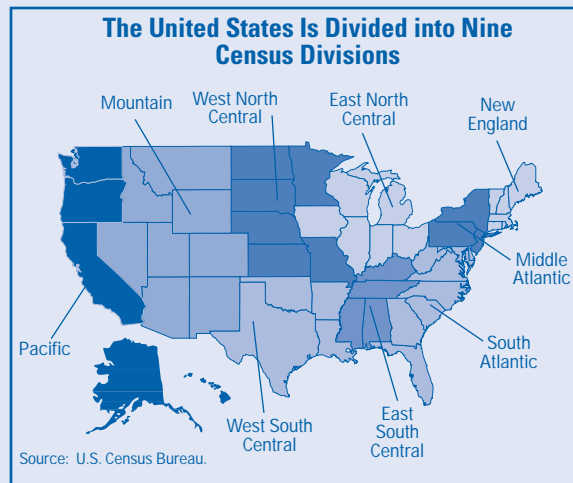 The United States Is Divided into Nine
Census Divisions
Mountain
West North
Central
East North
Central
New
England
Middle
Atlantic
South
Atlantic
Pacific
West South
Central
East
South
Central
Source: U.S. Census Bureau.